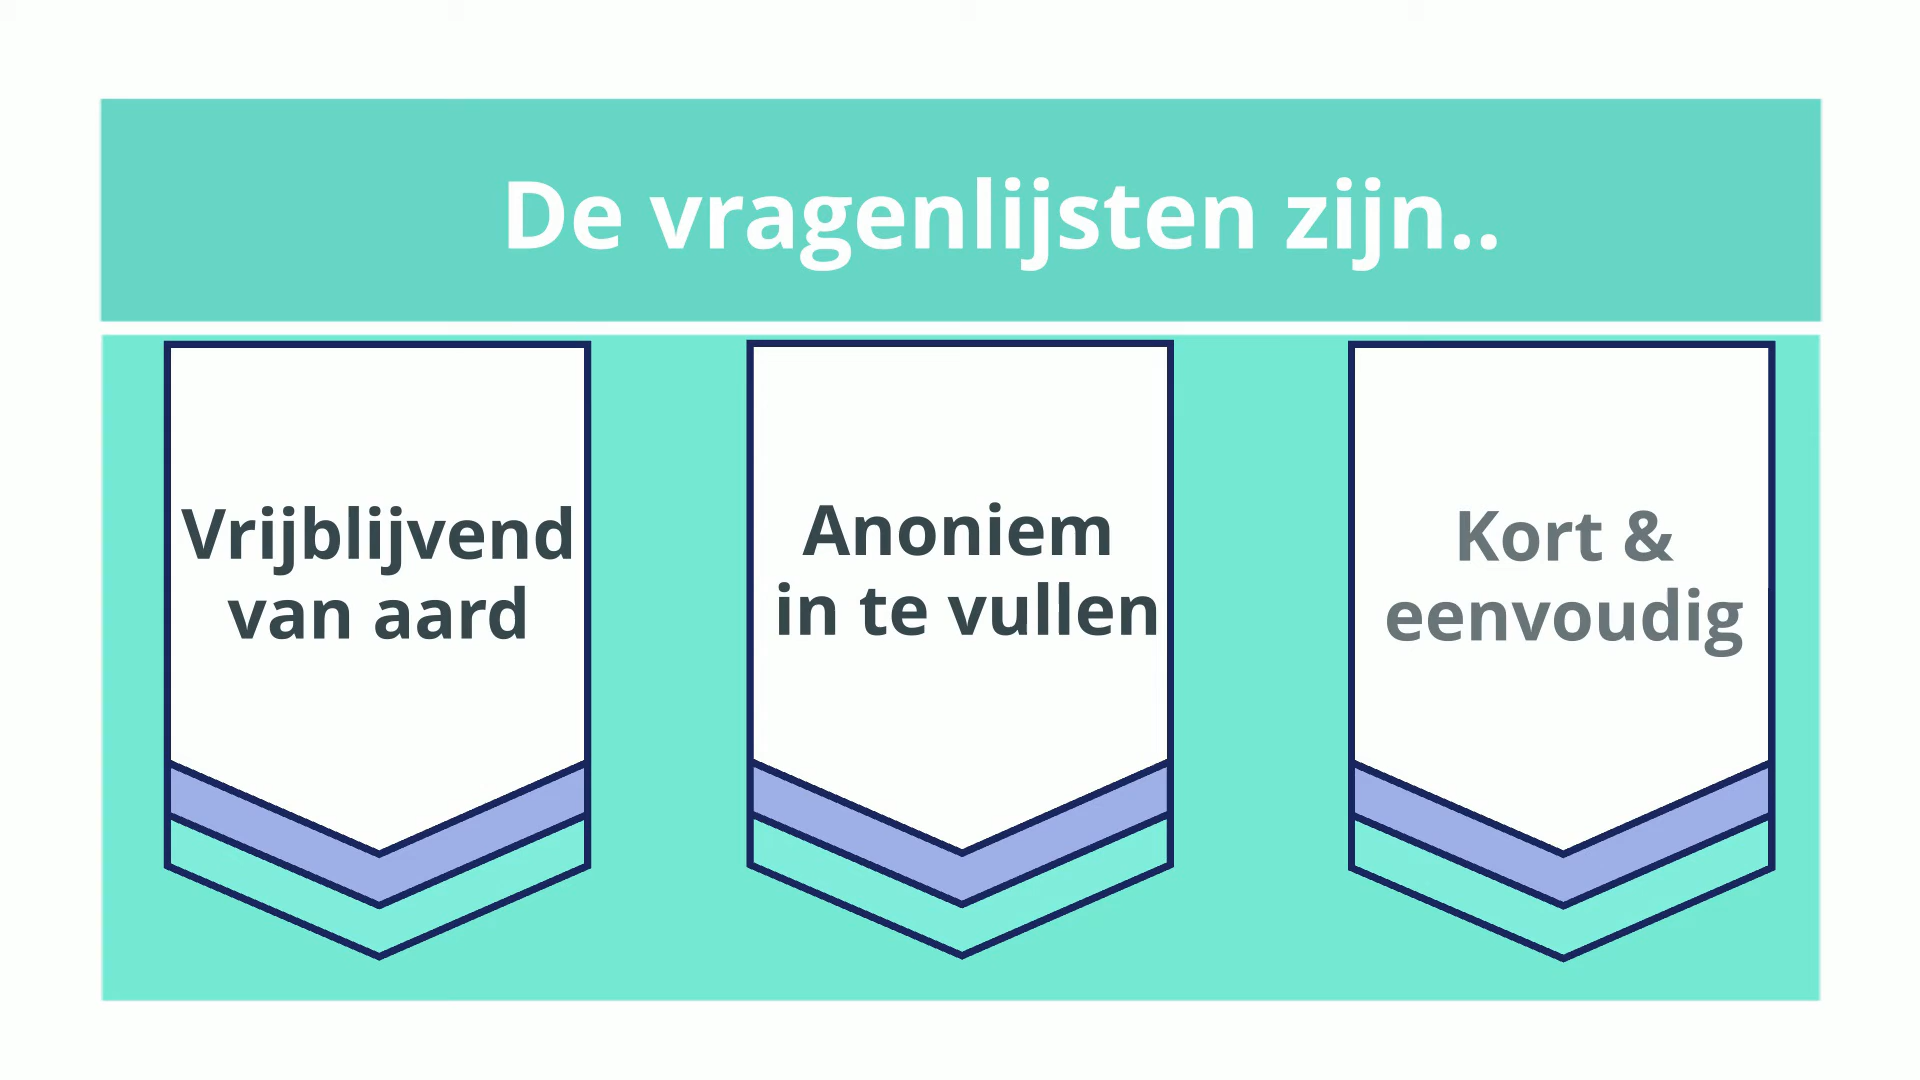 De vragenlijsten zijn..
Vrijblijvend
van aard
Anoniem
in te vullen
Kort &
eenvoudig